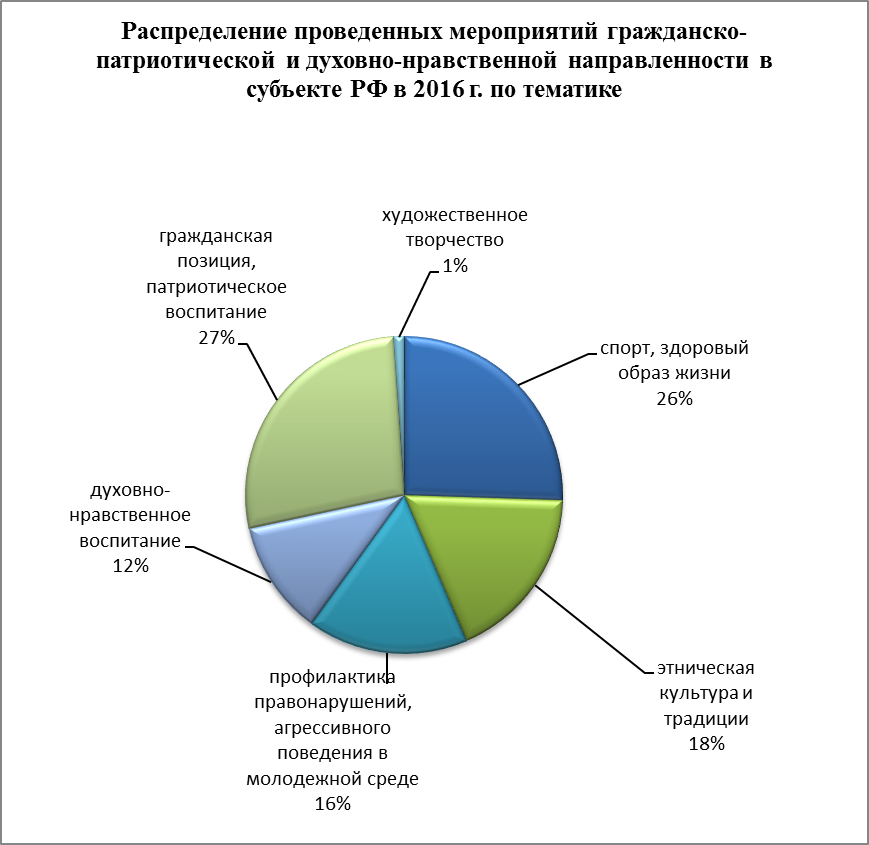 Распределение проведенных мероприятий гражданско-
патриотической и духовно-нравственной направленности в
субъекте РФ в 2016 г. по тематике
художественное
творчество
1%
гражданская
позиция,
патриотическое
воспитание
27%
спорт, здоровый
образ жизни
26%
духовно-
нравственное
воспитание
12%
этническая
культура и
традиции
18%
профилактика
правонарушений,
агрессивного
поведения в
молодежной среде
16%